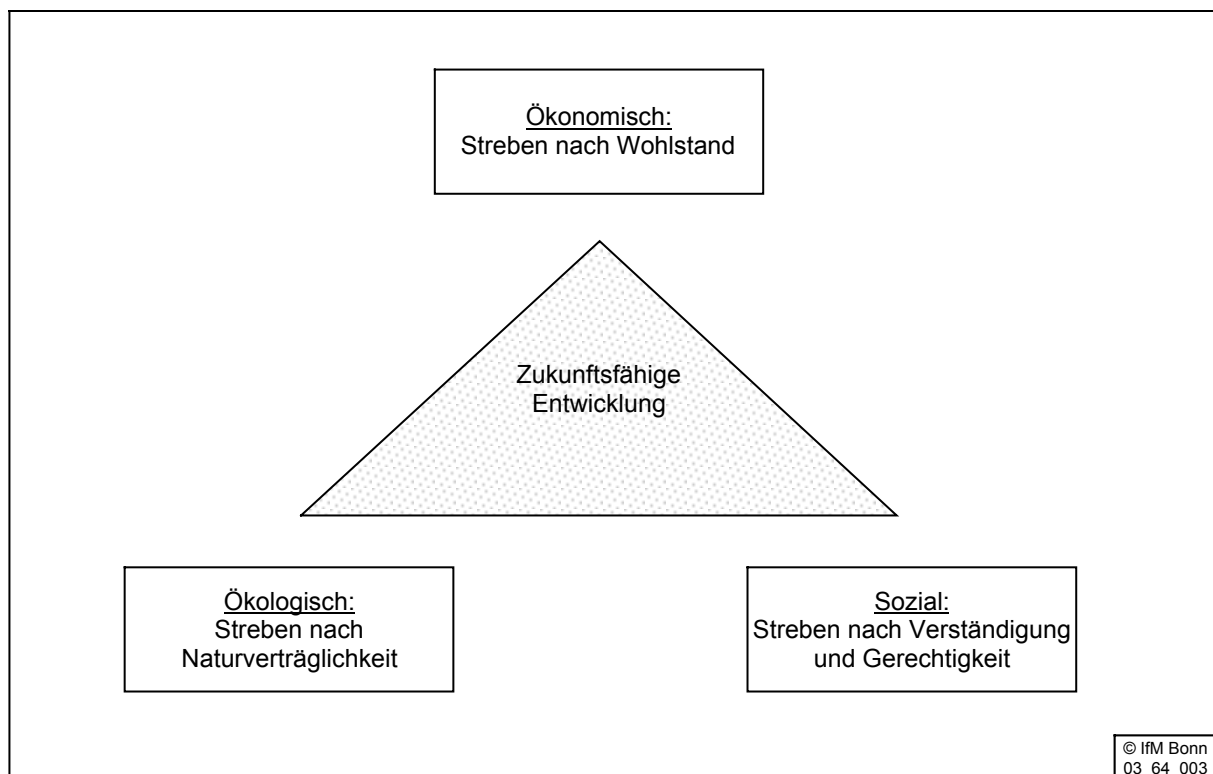 Ökonomisch:
Streben nach Wohlstand
Zukunftsfähige
Entwicklung
Ökologisch:
Streben nach
Naturverträglichkeit
Sozial:
Streben nach Verständigung
und Gerechtigkeit
© IfM Bonn
03 64 003